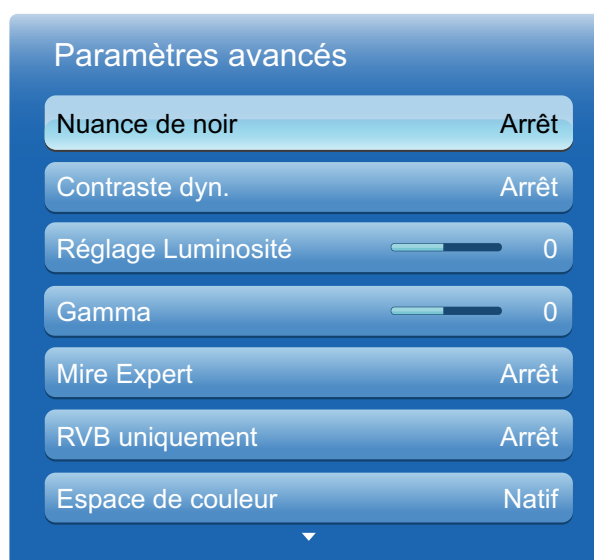 Paramètres avancés
Nuance de noir Arrêt
Contraste dyn. Arrêt
Réglage Luminosité 0
Gamma 0
Mire Expert Arrêt
RVB uniquement Arrêt
Espace de couleur Natif